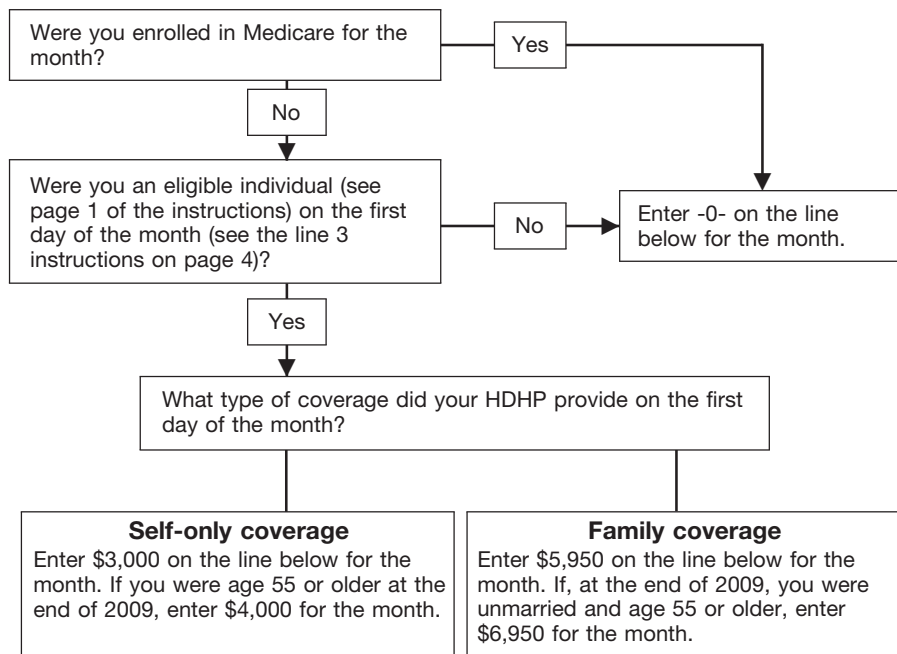 Were you enrolled in Medicare for the
month?
Yes
No
Were you an eligible individual (see
page 1 of the instructions) on the first
day of the month (see the line 3
instructions on page 4)?
No
Enter -0- on the line
below for the month.
Yes
What type of coverage did your HDHP provide on the first
day of the month?
Self-only coverage
Enter $3,000 on the line below for the
month. If you were age 55 or older at the
end of 2009, enter $4,000 for the month.
Family coverage
Enter $5,950 on the line below for the
month. If, at the end of 2009, you were
unmarried and age 55 or older, enter
$6,950 for the month.